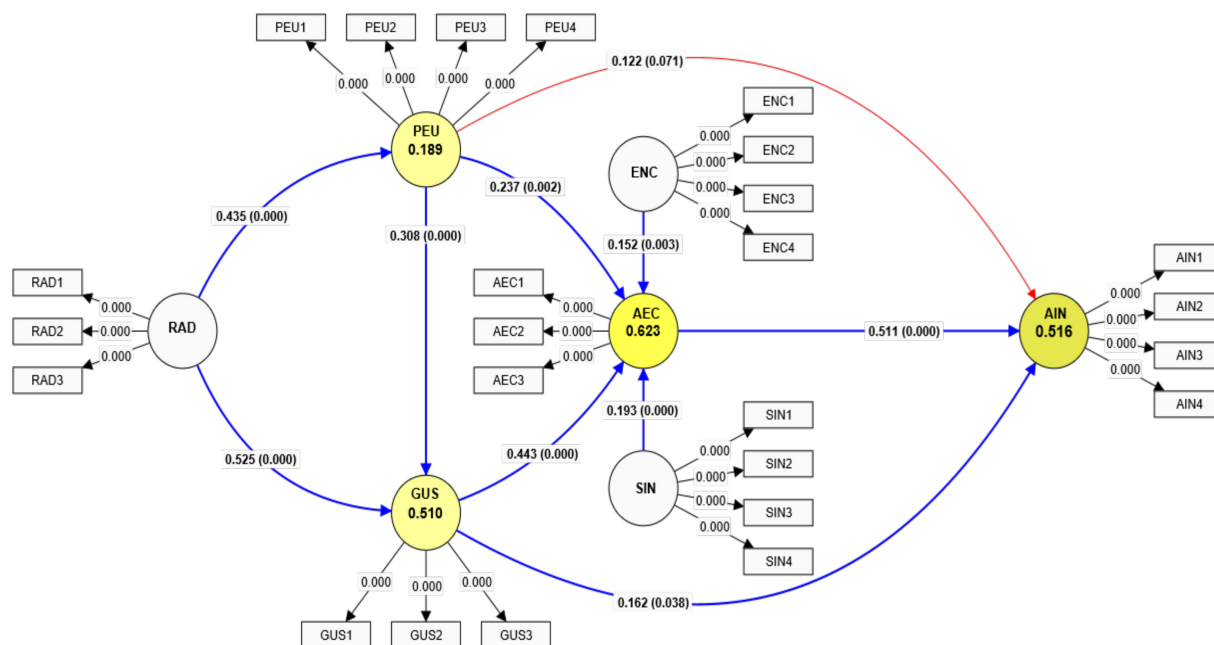 PEU1
PEU2
PEU3
PEU4
0.000
0.000
0.000
0.000
PEU
0.189
0.122 (0.071)
ENC1
ENC2
ENC3
ENC4
0.000
0.000
0.000
0.000
ENC
0.237 (0.002)
0.435 (0.000)
0.308 (0.000)
0.152 (0.003)
RAD1
RAD2
RAD3
0.000
0.000
0.000
RAD
AEC1
AEC2
AEC3
0.000
0.000
0.000
AEC
0.623
0.511 (0.000)
AIN
0.516
0.000
0.000
0.000
0.000
AIN1
AIN2
AIN3
AIN4
0.193 (0.000)
0.525 (0.000)
0.443 (0.000)
SIN1
SIN2
SIN3
SIN4
0.000
0.000
0.000
0.000
SIN
GUS
0.510
0.000
0.000
0.000
0.162 (0.038)
GUS1
GUS2
GUS3